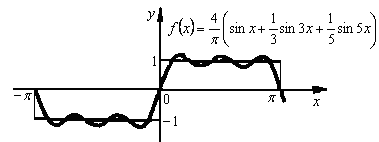 y
f(x) = 4/π (sin x + 1/3 sin 3x + 1/5 sin 5x)
1
−π
0
π
x
−1